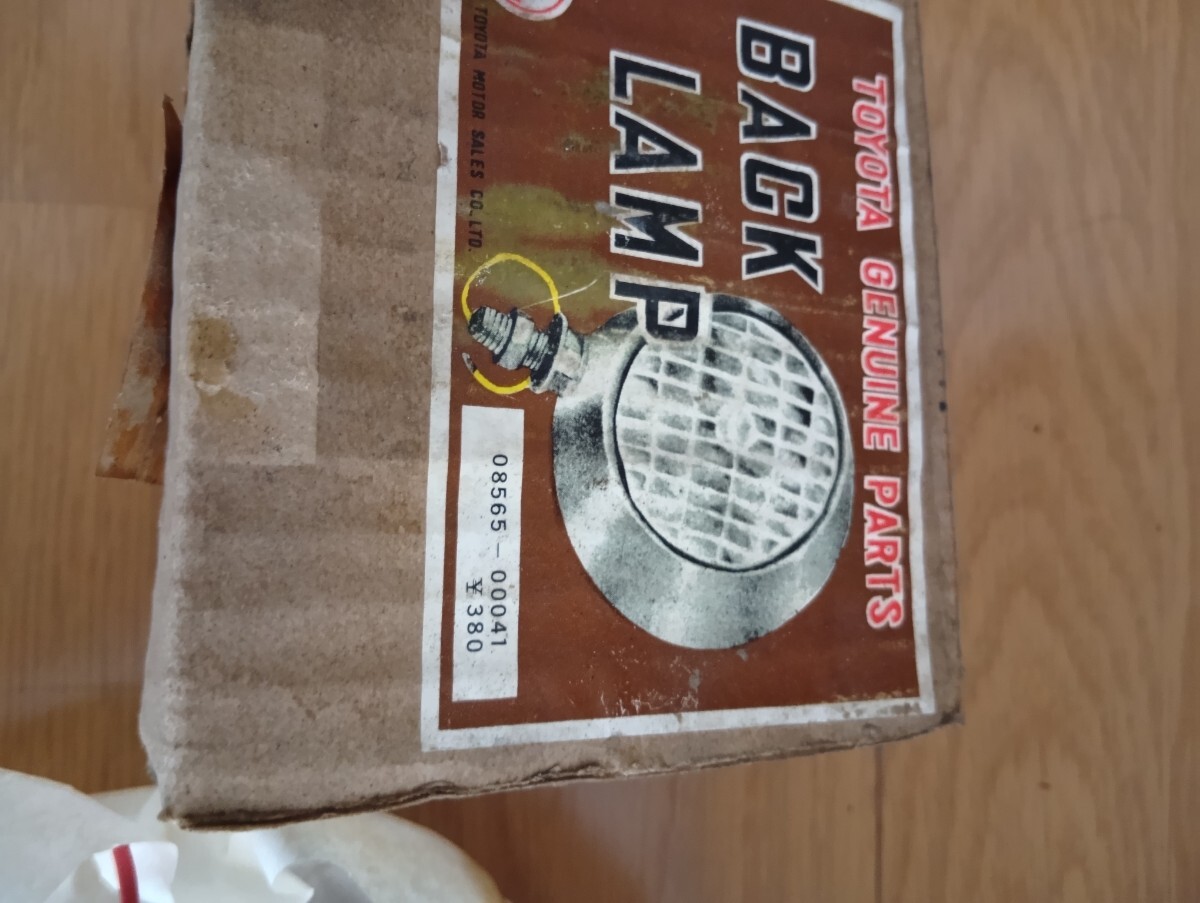 TOYOTA GENUINE PARTS
BACK
LAMP
08565-00041
¥380
TOYOTA MOTOR SALES CO.,LTD.